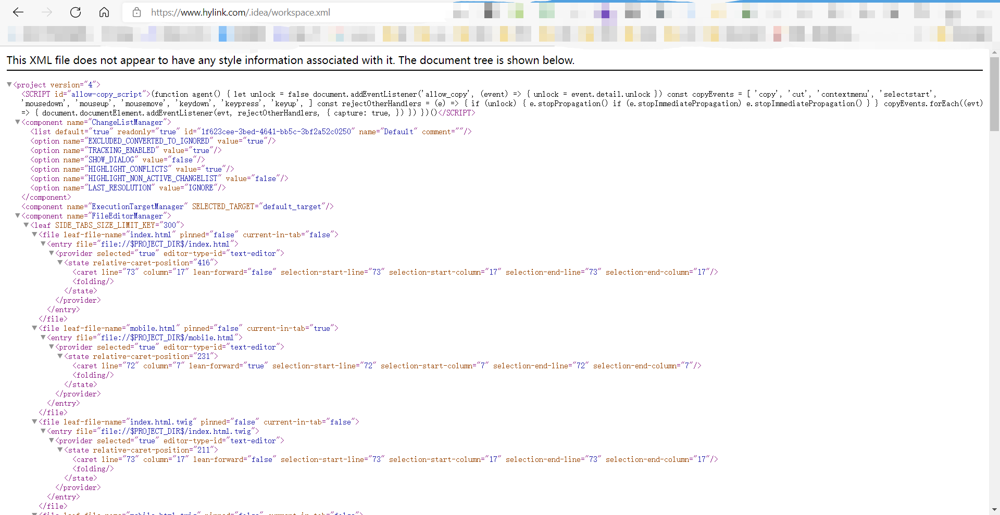 https://www.hylink.com/.idea/workspace.xml
This XML file does not appear to have any style information associated with it. The document tree is shown below.
▼<project version="4">
<SCRIPT id="allow-copy_script">(function agent() { let unlock = false document.addEventListener('allow_copy', (event) => { unlock = event.detail.unlock }) const copyEvents = [ 'copy', 'cut', 'contextmenu', 'selectstart',
'mousedown', 'mouseup', 'mousemove', 'keydown', 'keypress', 'keyup', ] const rejectOtherHandlers = (e) => { if (unlock) { e.stopPropagation() if (e.stopImmediatePropagation) e.stopImmediatePropagation() } } copyEvents.forEach((evt)
=> { document.documentElement.addEventListener(evt, rejectOtherHandlers, { capture: true, }) }) })()</SCRIPT>
▼<component name="ChangeListManager">
<list default="true" readonly="true" id="1f623cee-3bed-4641-bb5c-3bf2a52c0250" name="Default" comment=""/>
<option name="EXCLUDED_CONVERTED_TO_IGNORED" value="true"/>
<option name="TRACKING_ENABLED" value="true"/>
<option name="SHOW_DIALOG" value="false"/>
<option name="HIGHLIGHT_CONFLICTS" value="true"/>
<option name="HIGHLIGHT_NON_ACTIVE_CHANGELIST" value="false"/>
<option name="LAST_RESOLUTION" value="IGNORE"/>
</component>
<component name="ExecutionTargetManager" SELECTED_TARGET="default_target"/>
▼<component name="FileEditorManager">
▼<leaf SIDE_TABS_SIZE_LIMIT_KEY="300">
▼<file leaf-file-name="index.html" pinned="false" current-in-tab="false">
▼<entry file="file://$PROJECT_DIR$/index.html">
▼<provider selected="true" editor-type-id="text-editor">
▼<state relative-caret-position="416">
<caret line="73" column="17" lean-forward="false" selection-start-line="73" selection-start-column="17" selection-end-line="73" selection-end-column="17"/>
<folding/>
</state>
</provider>
</entry>
</file>
▼<file leaf-file-name="mobile.html" pinned="false" current-in-tab="true">
▼<entry file="file://$PROJECT_DIR$/mobile.html">
▼<provider selected="true" editor-type-id="text-editor">
▼<state relative-caret-position="231">
<caret line="72" column="7" lean-forward="true" selection-start-line="72" selection-start-column="7" selection-end-line="72" selection-end-column="7"/>
<folding/>
</state>
</provider>
</entry>
</file>
▼<file leaf-file-name="index.html.twig" pinned="false" current-in-tab="false">
▼<entry file="file://$PROJECT_DIR$/index.html.twig">
▼<provider selected="true" editor-type-id="text-editor">
▼<state relative-caret-position="211">
<caret line="73" column="17" lean-forward="false" selection-start-line="73" selection-start-column="17" selection-end-line="73" selection-end-column="17"/>
<folding/>
</state>
</provider>
</entry>
</file>
▼<file leaf-file-name="mobile.html.twig" pinned="false" current-in-tab="false">